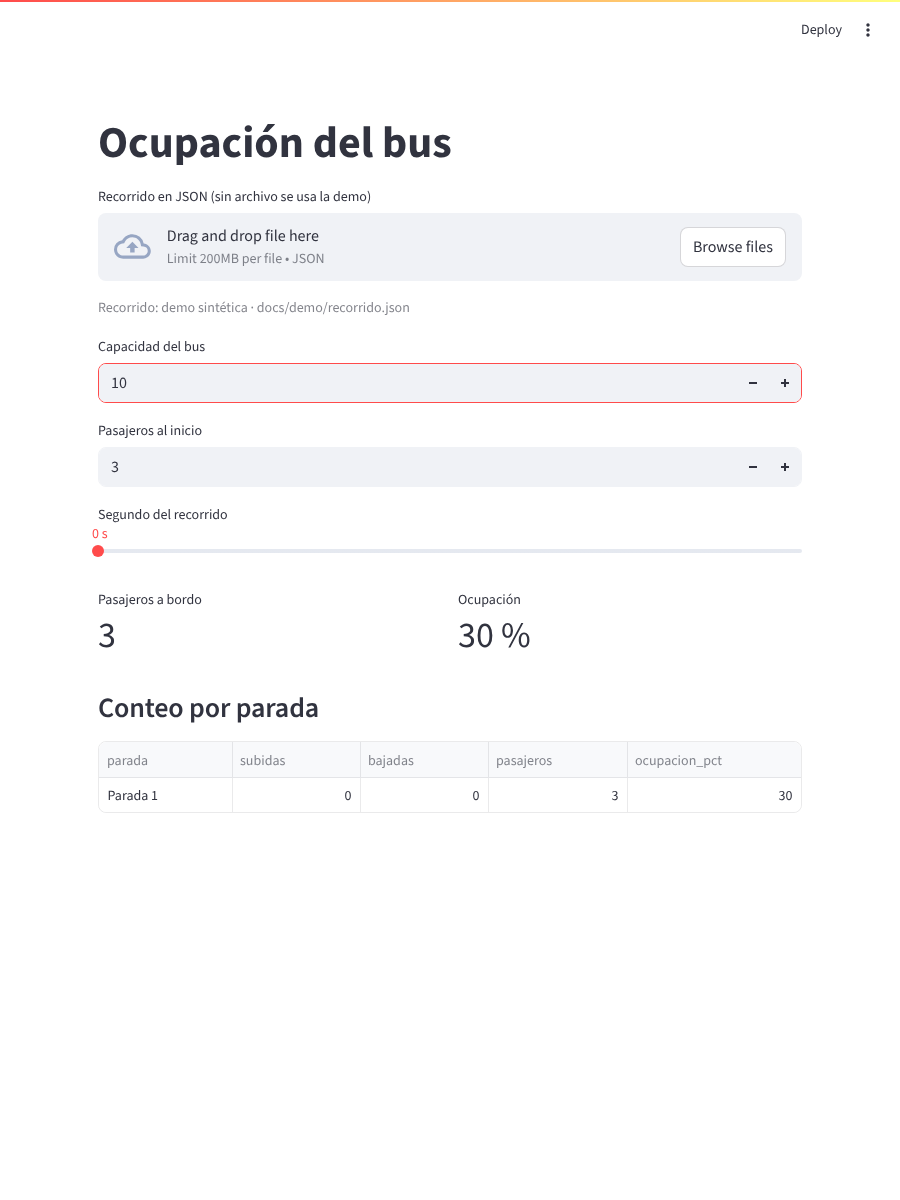 Deploy
Ocupación del bus
Recorrido en JSON (sin archivo se usa la demo)
Drag and drop file here
Limit 200MB per file • JSON
Browse files
Recorrido: demo sintética · docs/demo/recorrido.json
Capacidad del bus
10
Pasajeros al inicio
3
Segundo del recorrido
0 s
Pasajeros a bordo Ocupación
3 30 %
Conteo por parada
parada subidas bajadas pasajeros ocupacion_pct
Parada 1 0 0 3 30